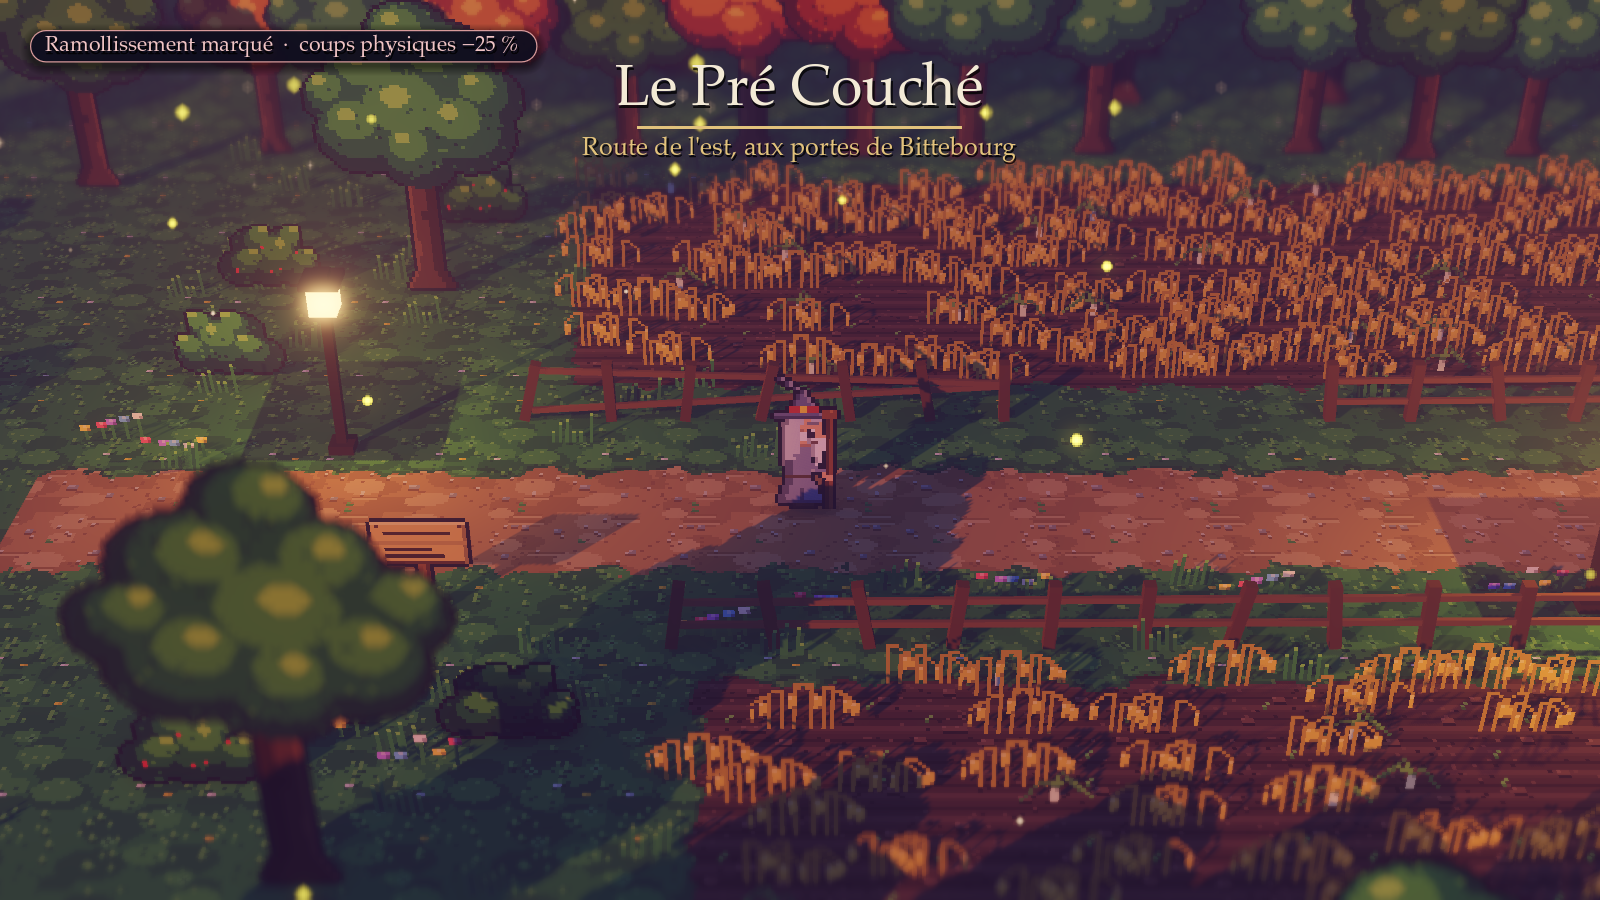 Ramollissement marqué · coups physiques −25 %
Le Pré Couché
Route de l'est, aux portes de Bittebourg